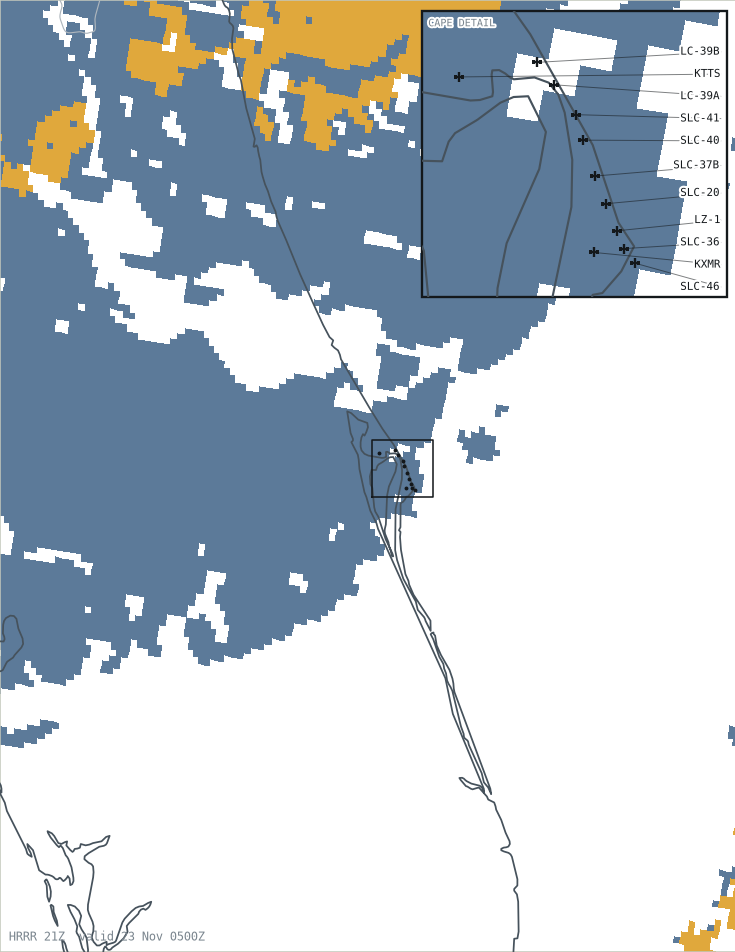 CAPE DETAIL
LC-39B
KTTS
LC-39A
SLC-41
SLC-40
SLC-37B
SLC-20
LZ-1
SLC-36
KXMR
SLC-46
HRRR 21Z valid 23 Nov 0500Z